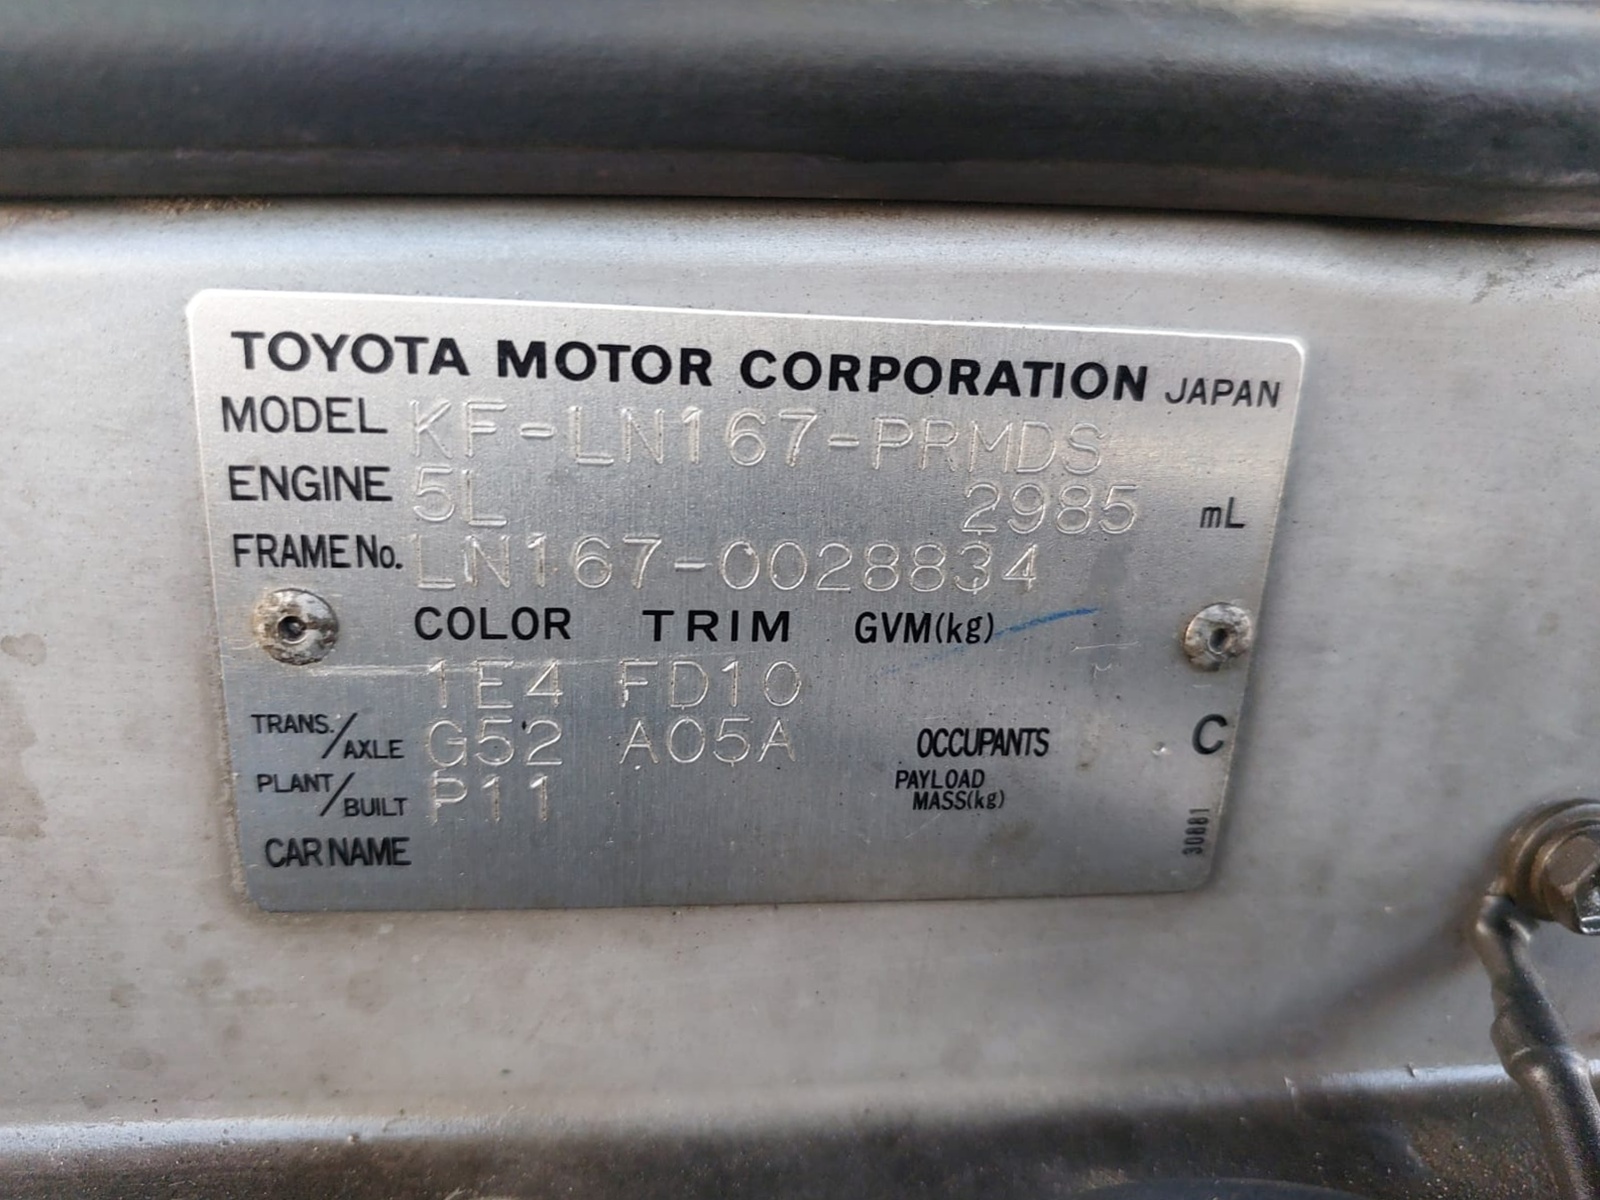 TOYOTA MOTOR CORPORATION JAPAN
MODEL KF-LN167-PRMDS
ENGINE 5L 2985 mL
FRAME No. LN167-0028834
COLOR TRIM GVM(kg)
1E4 FD10
TRANS./AXLE G52 A05A OCCUPANTS C
PLANT/BUILT P11 PAYLOAD MASS(kg)
CAR NAME
30881